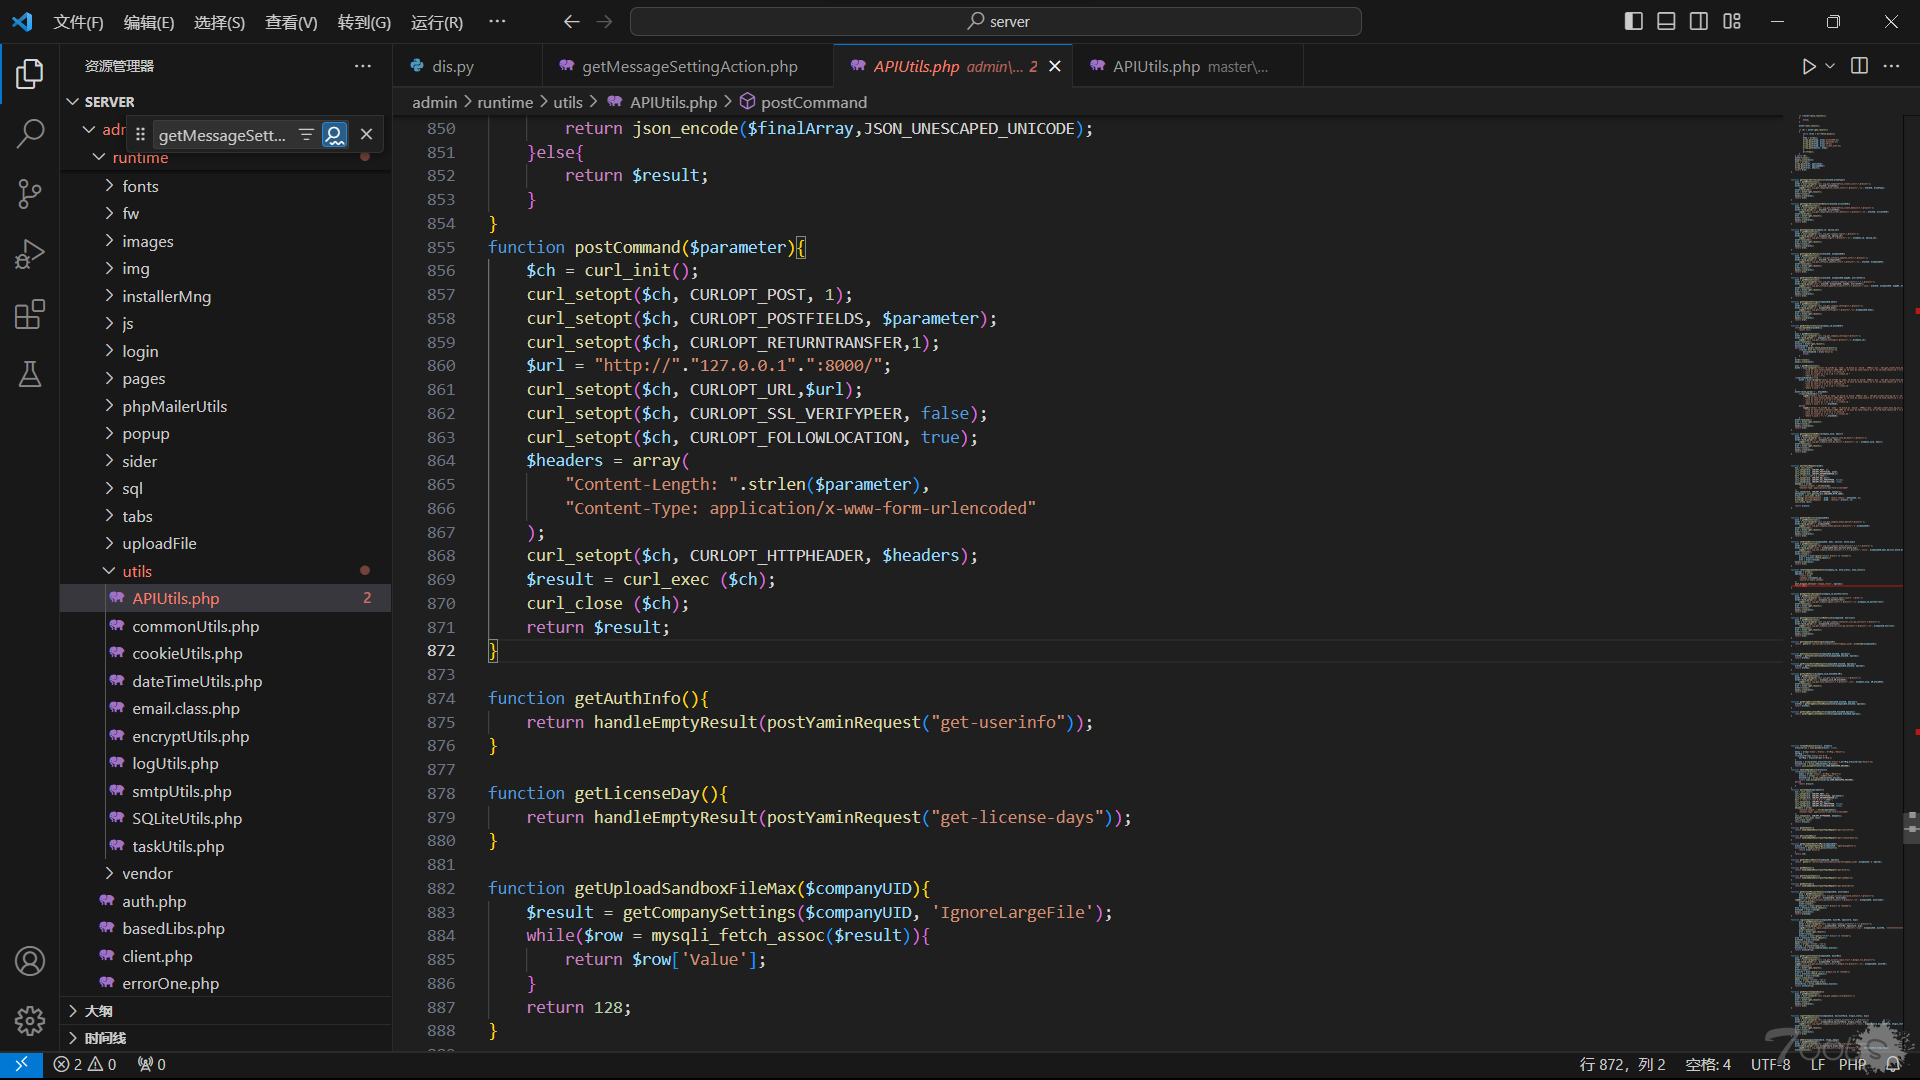 文件(F) 编辑(E) 选择(S) 查看(V) 转到(G) 运行(R) ··· server
资源管理器 ···
dis.py getMessageSettingAction.php APIUtils.php admin\... 2 APIUtils.php master\...
admin > runtime > utils > APIUtils.php > postCommand
SERVER
adm
getMessageSett...
runtime
fonts
fw
images
img
installerMng
js
login
pages
phpMailerUtils
popup
sider
sql
tabs
uploadFile
utils
APIUtils.php 2
commonUtils.php
cookieUtils.php
dateTimeUtils.php
email.class.php
encryptUtils.php
logUtils.php
smtpUtils.php
SQLiteUtils.php
taskUtils.php
vendor
auth.php
basedLibs.php
client.php
errorOne.php
大纲
时间线
850 return json_encode($finalArray,JSON_UNESCAPED_UNICODE);
851 }else{
852 return $result;
853 }
854 }
855 function postCommand($parameter){
856 $ch = curl_init();
857 curl_setopt($ch, CURLOPT_POST, 1);
858 curl_setopt($ch, CURLOPT_POSTFIELDS, $parameter);
859 curl_setopt($ch, CURLOPT_RETURNTRANSFER,1);
860 $url = "http://"."127.0.0.1".":8000/";
861 curl_setopt($ch, CURLOPT_URL,$url);
862 curl_setopt($ch, CURLOPT_SSL_VERIFYPEER, false);
863 curl_setopt($ch, CURLOPT_FOLLOWLOCATION, true);
864 $headers = array(
865 "Content-Length: ".strlen($parameter),
866 "Content-Type: application/x-www-form-urlencoded"
867 );
868 curl_setopt($ch, CURLOPT_HTTPHEADER, $headers);
869 $result = curl_exec ($ch);
870 curl_close ($ch);
871 return $result;
872 }
873
874 function getAuthInfo(){
875 return handleEmptyResult(postYaminRequest("get-userinfo"));
876 }
877
878 function getLicenseDay(){
879 return handleEmptyResult(postYaminRequest("get-license-days"));
880 }
881
882 function getUploadSandboxFileMax($companyUID){
883 $result = getCompanySettings($companyUID, 'IgnoreLargeFile');
884 while($row = mysqli_fetch_assoc($result)){
885 return $row['Value'];
886 }
887 return 128;
888 }
2 0 0 行 872，列 2 空格: 4 UTF-8 LF PHP